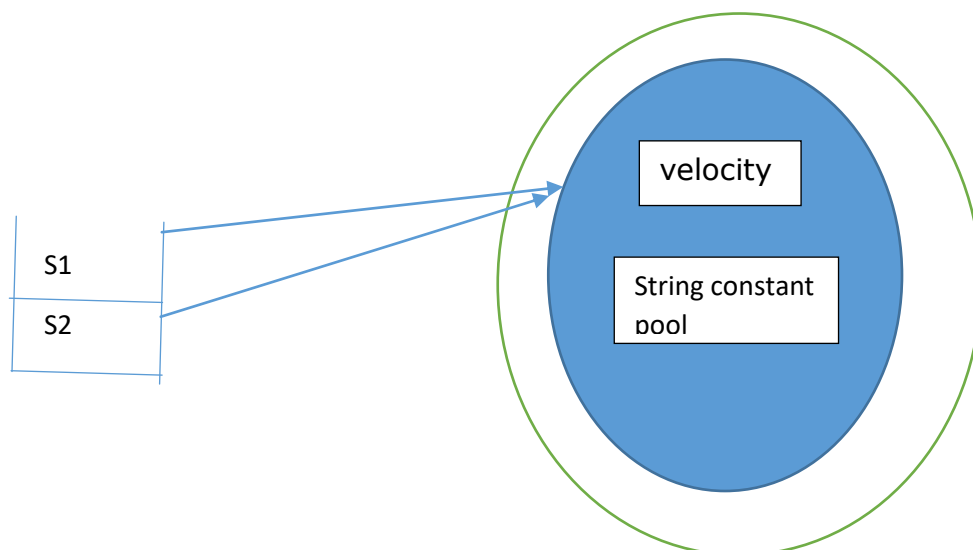 velocity
S1
String constant
pool
S2